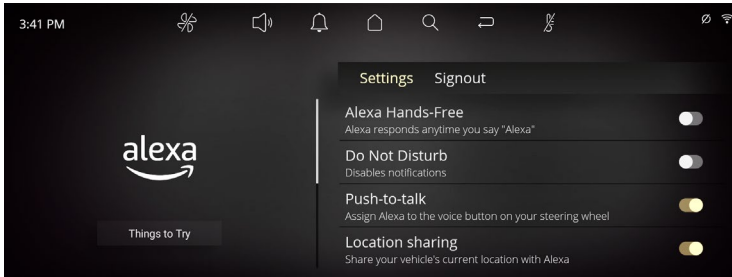 3:41 PM
Settings Signout
alexa
Things to Try
Alexa Hands-Free
Alexa responds anytime you say "Alexa"
Do Not Disturb
Disables notifications
Push-to-talk
Assign Alexa to the voice button on your steering wheel
Location sharing
Share your vehicle's current location with Alexa